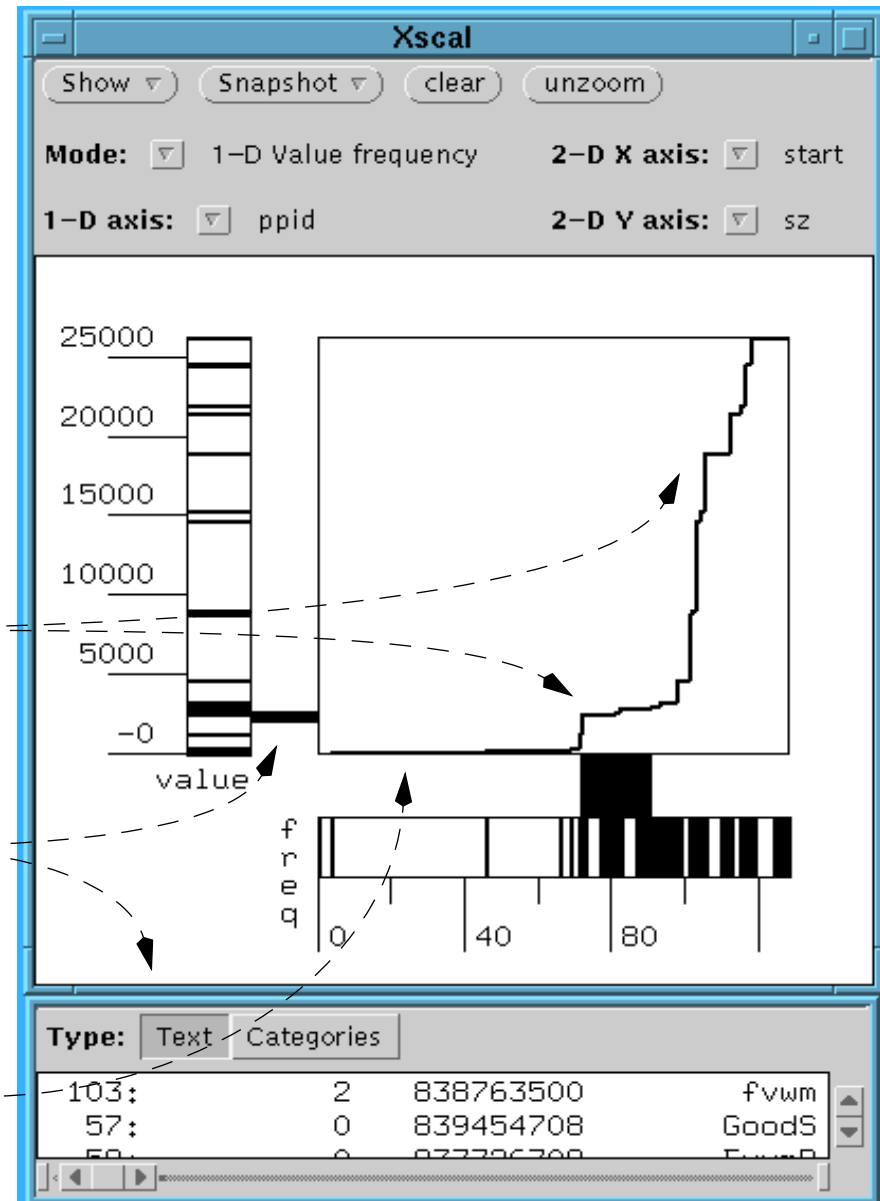 Xscal
Show Snapshot clear unzoom
Mode: 1-D Value frequency 2-D X axis: start
1-D axis: ppid 2-D Y axis: sz
25000
20000
15000
10000
5000
-0
value
freq
0 40 80
Type: Text Categories
103: 2 838763500 fvwm
57: 0 839454708 GoodS